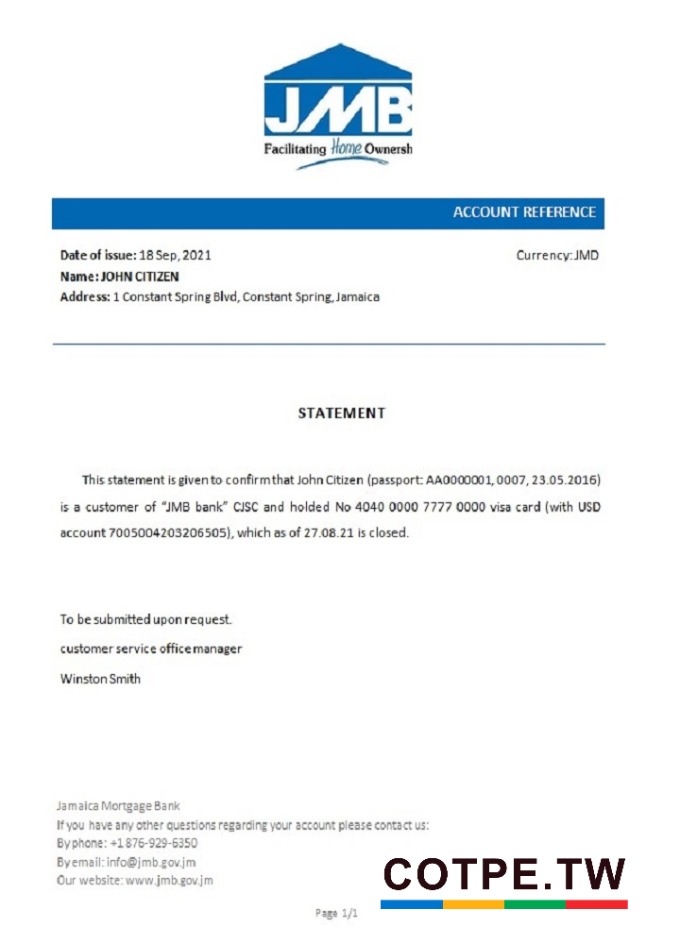 JMB
Facilitating Home Ownersh
ACCOUNT REFERENCE
Date of issue: 18 Sep, 2021
Currency: JMD
Name: JOHN CITIZEN
Address: 1 Constant Spring Blvd, Constant Spring, Jamaica
STATEMENT
This statement is given to confirm that John Citizen (passport: AA0000001, 0007, 23.05.2016)
is a customer of “JMB bank” CJSC and holded No 4040 0000 7777 0000 visa card (with USD
account 7005004203206505), which as of 27.08.21 is closed.
To be submitted upon request.
customer service office manager
Winston Smith
Jamaica Mortgage Bank
If you have any other questions regarding your account please contact us:
By phone: +1 876-929-6350
By email: info@jmb.gov.jm
Our website: www.jmb.gov.jm
COTPE.TW
Page 1/1